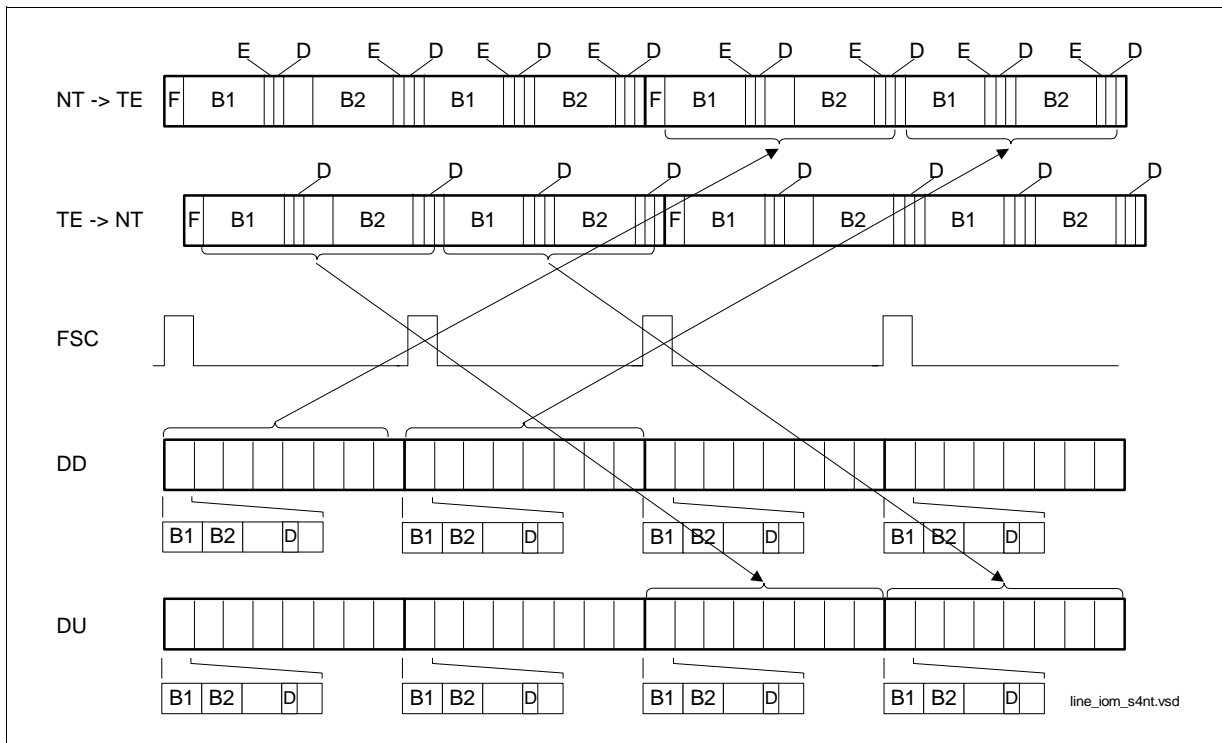 E D E D E D E D E D E D E D E D
NT -> TE F B1 B2 B1 B2 F B1 B2 B1 B2
D D D D D D D D
TE -> NT F B1 B2 B1 B2 F B1 B2 B1 B2
FSC
DD
B1 B2 D B1 B2 D B1 B2 D B1 B2 D
DU
B1 B2 D B1 B2 D B1 B2 D B1 B2 D
line_iom_s4nt.vsd